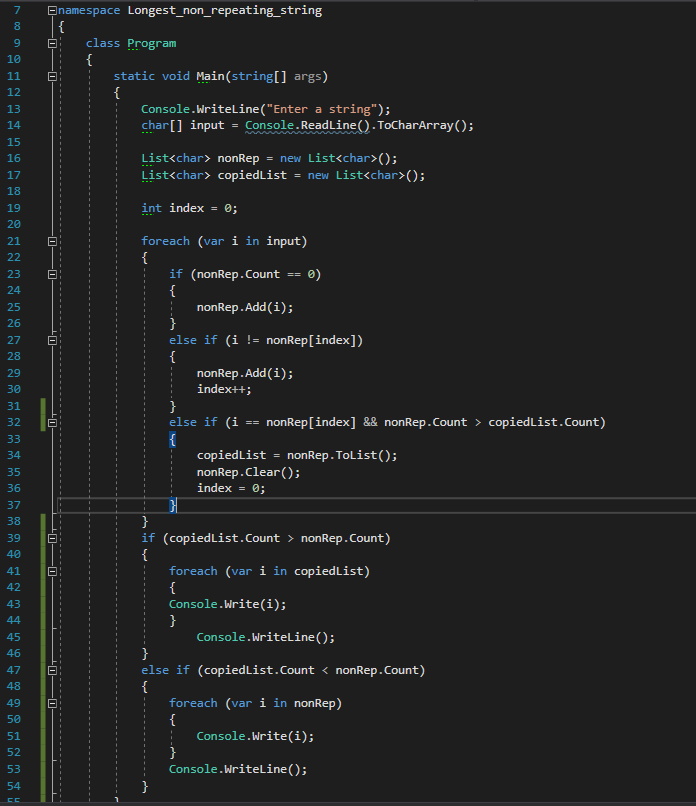 7 namespace Longest_non_repeating_string
8 {
9 class Program
10 {
11 static void Main(string[] args)
12 {
13 Console.WriteLine("Enter a string");
14 char[] input = Console.ReadLine().ToCharArray();
15
16 List<char> nonRep = new List<char>();
17 List<char> copiedList = new List<char>();
18
19 int index = 0;
20
21 foreach (var i in input)
22 {
23 if (nonRep.Count == 0)
24 {
25 nonRep.Add(i);
26 }
27 else if (i != nonRep[index])
28 {
29 nonRep.Add(i);
30 index++;
31 }
32 else if (i == nonRep[index] && nonRep.Count > copiedList.Count)
33 {
34 copiedList = nonRep.ToList();
35 nonRep.Clear();
36 index = 0;
37 }
38 }
39 if (copiedList.Count > nonRep.Count)
40 {
41 foreach (var i in copiedList)
42 {
43 Console.Write(i);
44 }
45 Console.WriteLine();
46 }
47 else if (copiedList.Count < nonRep.Count)
48 {
49 foreach (var i in nonRep)
50 {
51 Console.Write(i);
52 }
53 Console.WriteLine();
54 }
55 }